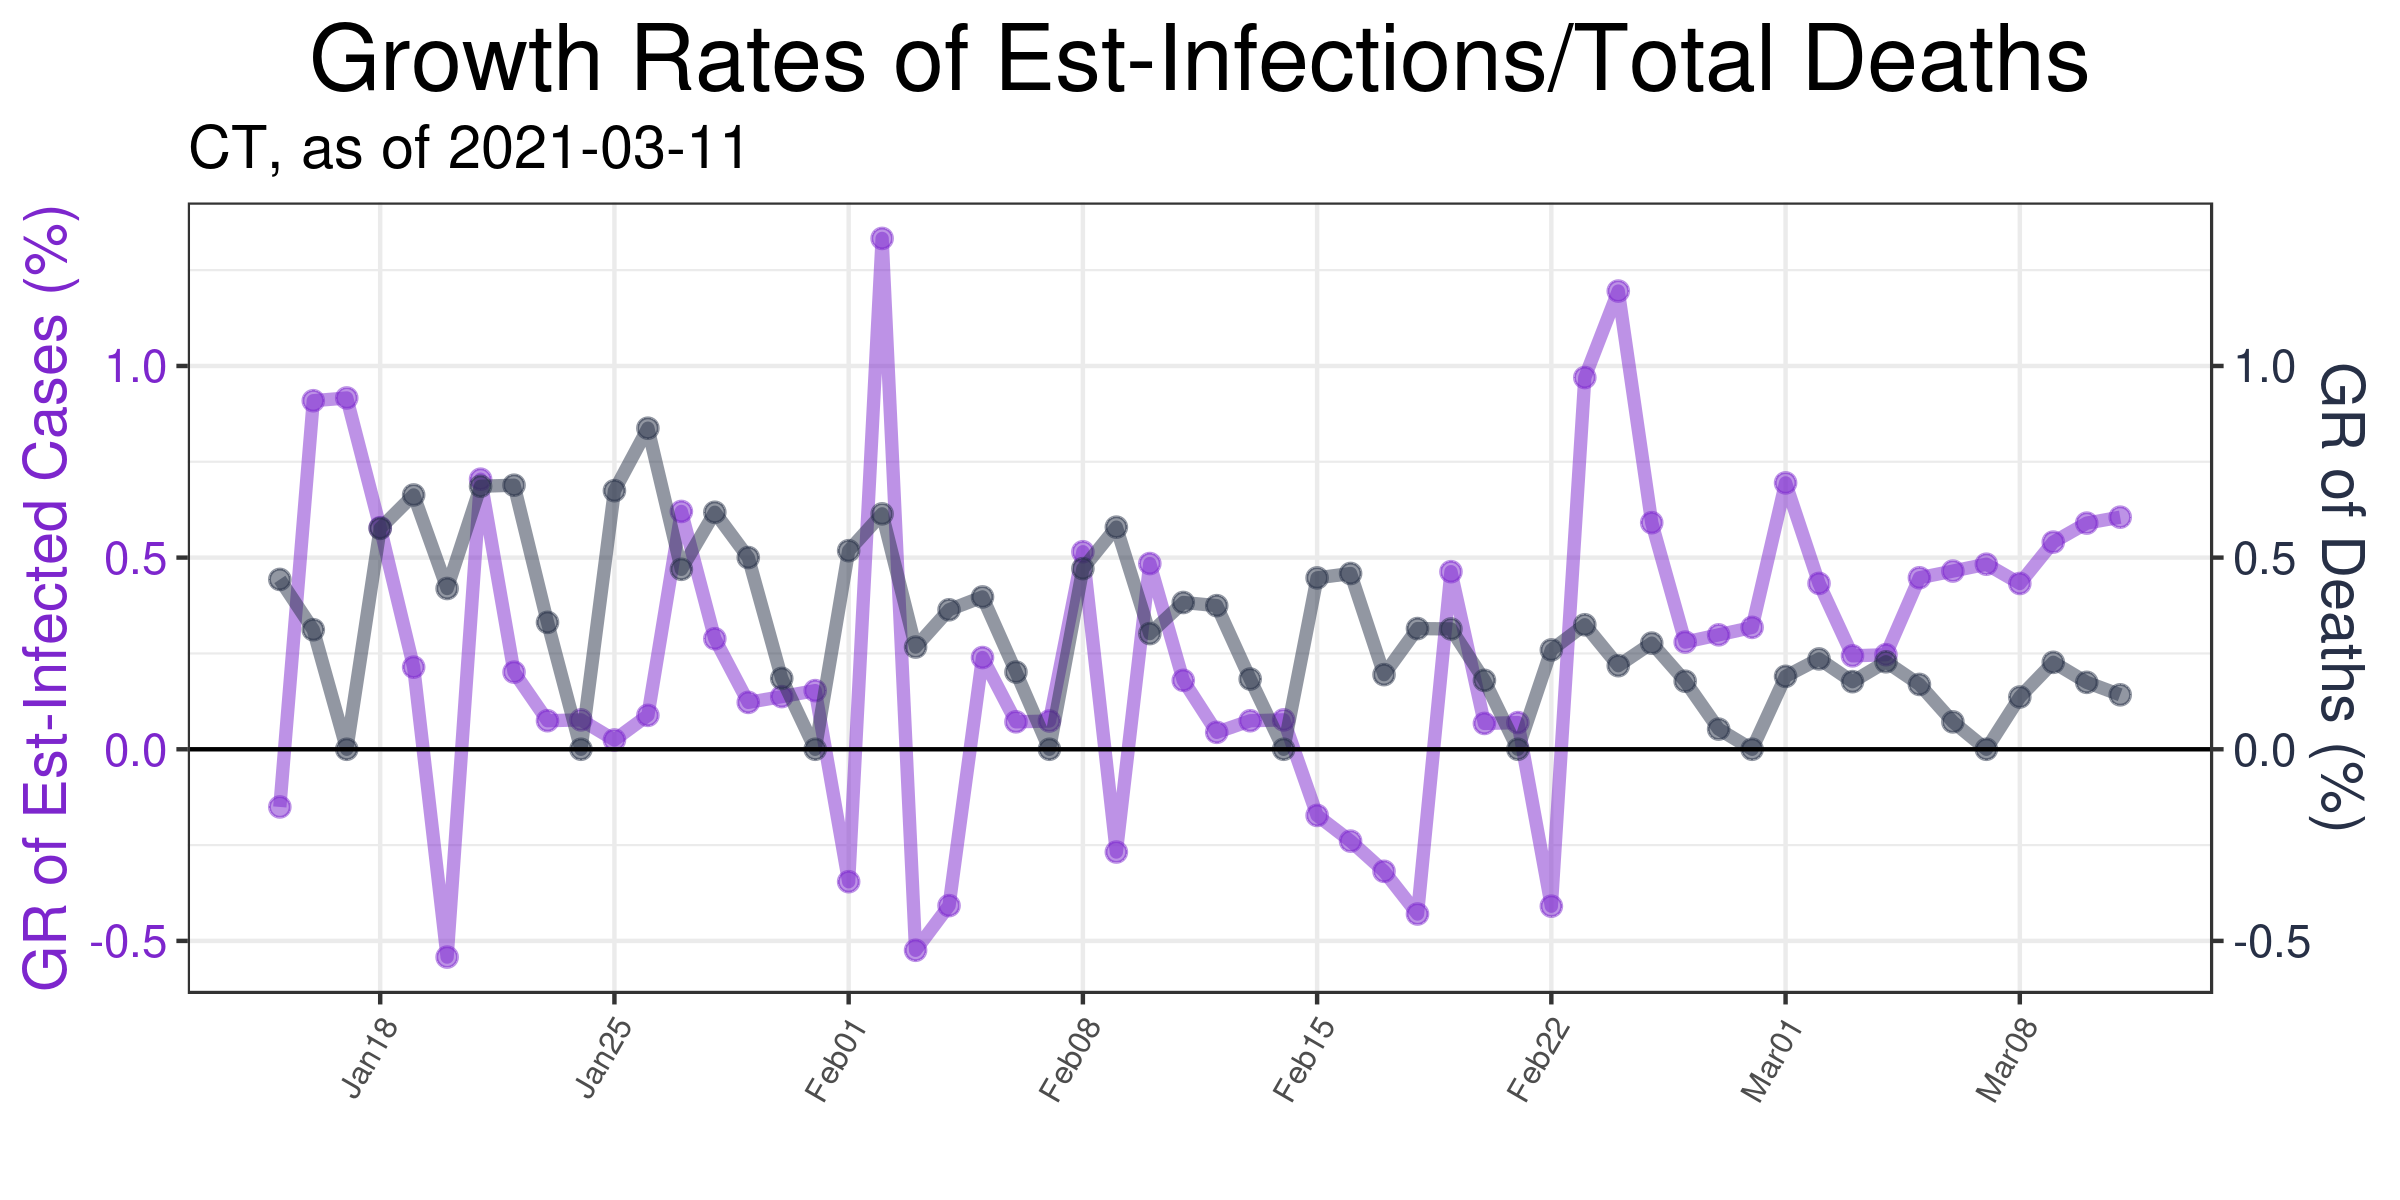 Growth Rates of Est-Infections/Total Deaths
CT, as of 2021-03-11
GR of Est-Infected Cases (%)
1.0
0.5
0.0
-0.5
1.0
0.5
0.0
-0.5
GR of Deaths (%)
Jan18
Jan25
Feb01
Feb08
Feb15
Feb22
Mar01
Mar08